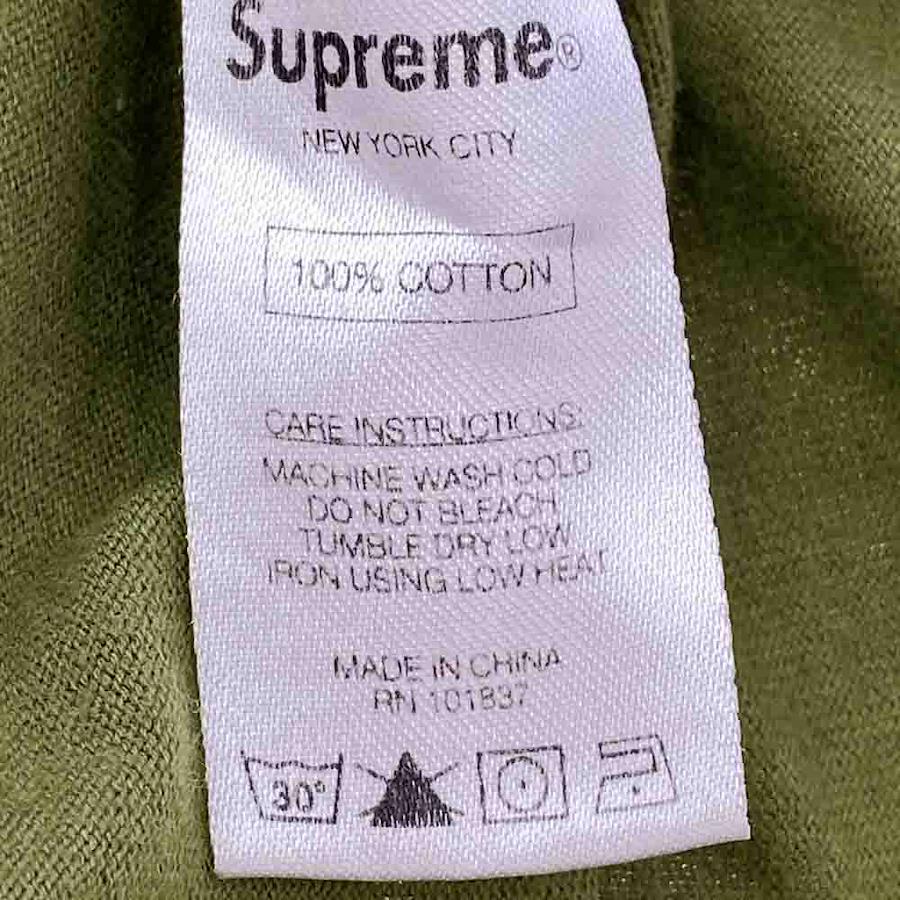 Supreme®
NEW YORK CITY
100% COTTON
CARE INSTRUCTIONS:
MACHINE WASH COLD
DO NOT BLEACH
TUMBLE DRY LOW
IRON USING LOW HEAT
MADE IN CHINA
RN 101837
30°